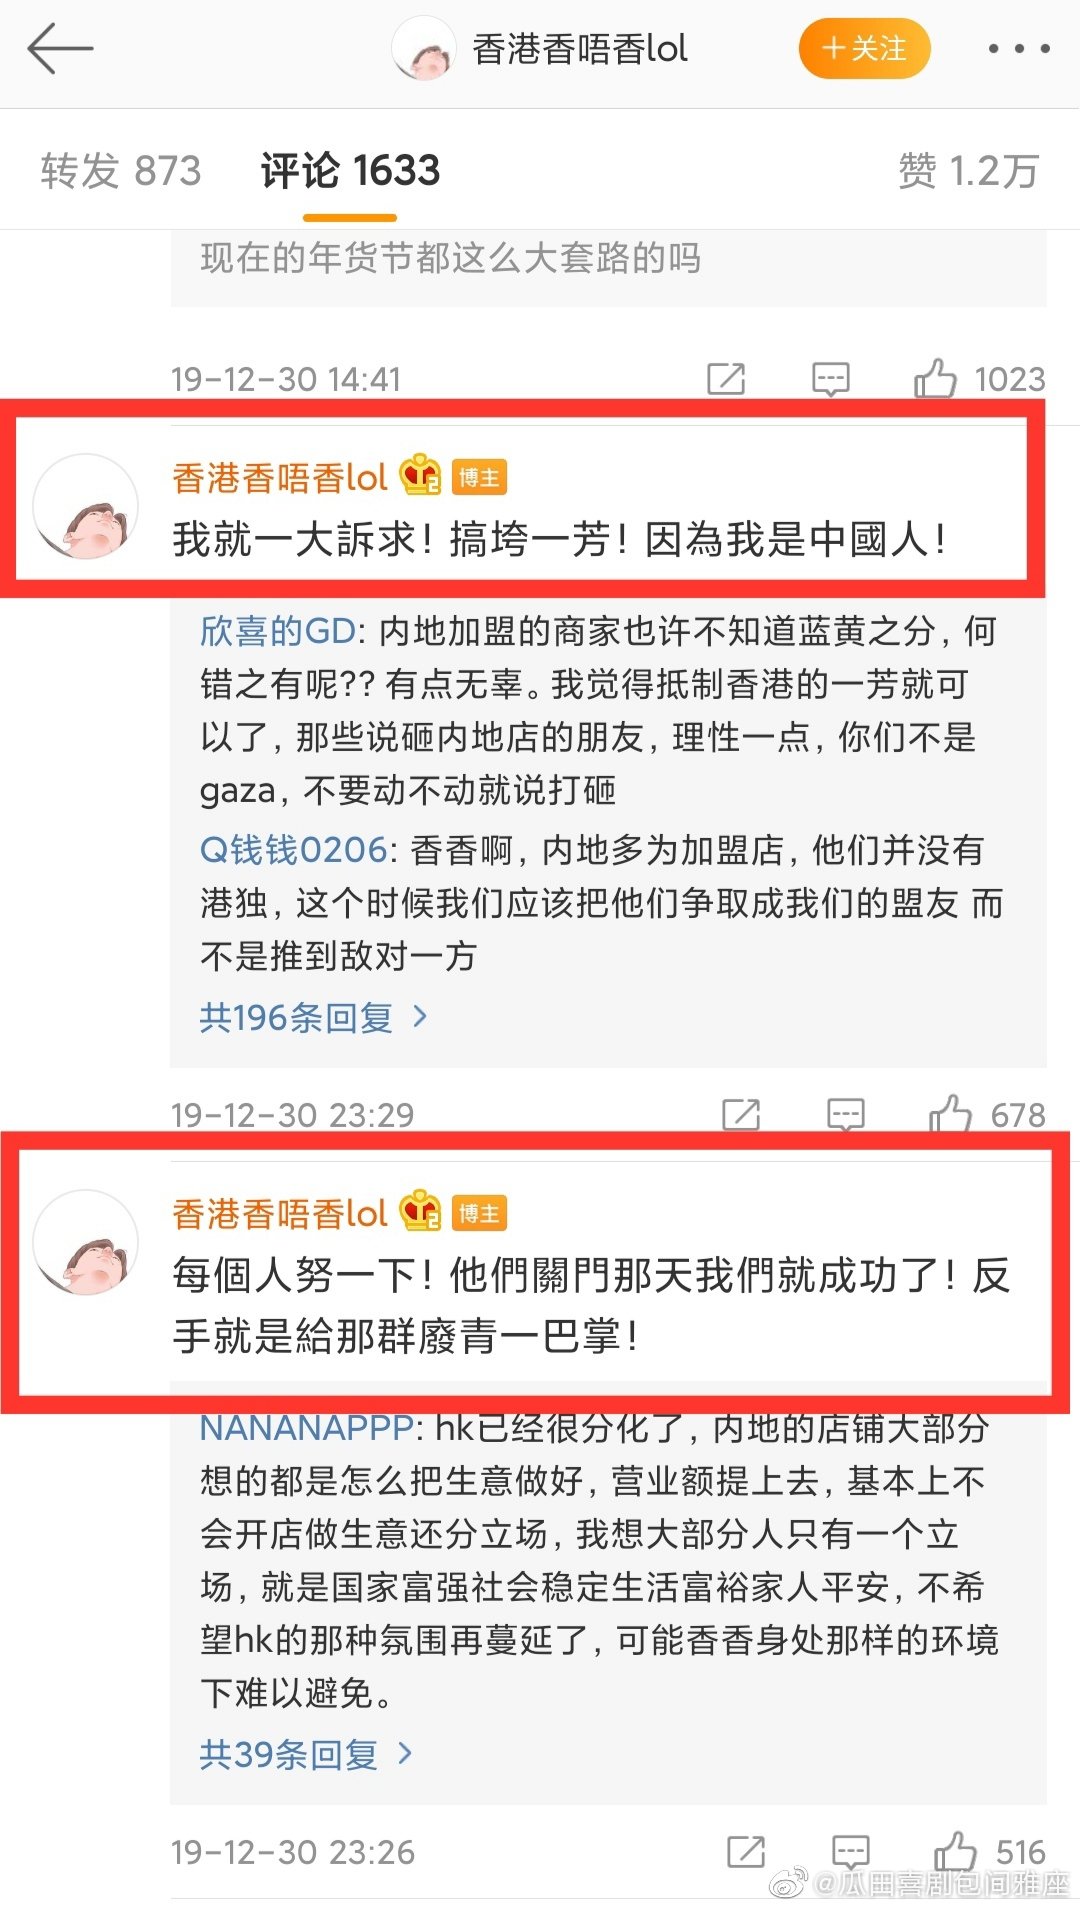 香港香唔香lol
+关注
转发 873 评论 1633 赞 1.2万
现在的年货节都这么大套路的吗
19-12-30 14:41 1023
香港香唔香lol 2 博主
我就一大訴求！搞垮一芳！因為我是中國人！
欣喜的GD: 内地加盟的商家也许不知道蓝黄之分, 何
错之有呢?? 有点无辜。我觉得抵制香港的一芳就可
以了, 那些说砸内地店的朋友, 理性一点, 你们不是
gaza, 不要动不动就说打砸
Q钱钱0206: 香香啊, 内地多为加盟店, 他们并没有
港独, 这个时候我们应该把他们争取成我们的盟友 而
不是推到敌对一方
共196条回复 >
19-12-30 23:29 678
香港香唔香lol 2 博主
每個人努一下！他們關門那天我們就成功了！反
手就是給那群廢青一巴掌！
NANANAPPP: hk已经很分化了, 内地的店铺大部分
想的都是怎么把生意做好, 营业额提上去, 基本上不
会开店做生意还分立场, 我想大部分人只有一个立
场, 就是国家富强社会稳定生活富裕家人平安, 不希
望hk的那种氛围再蔓延了, 可能香香身处那样的环境
下难以避免。
共39条回复 >
19-12-30 23:26 516
@瓜田喜剧包间雅座